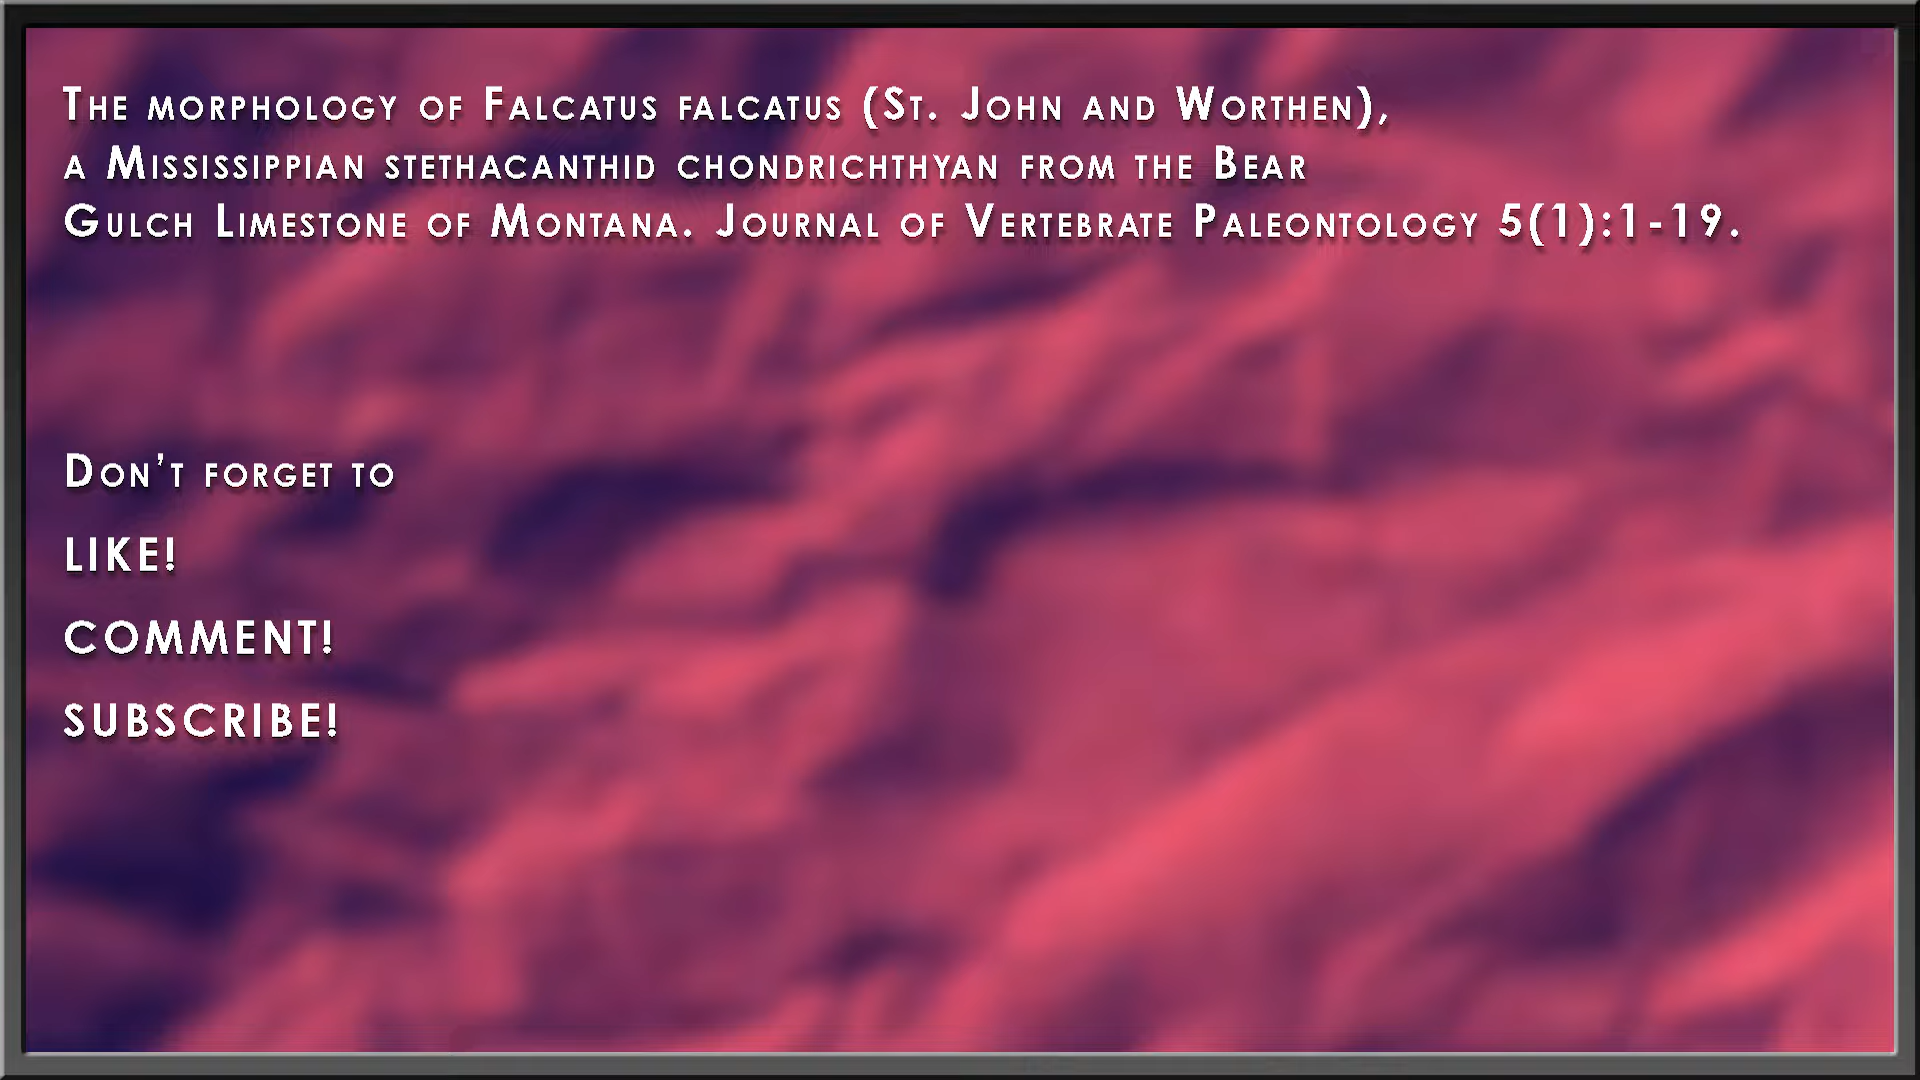 The morphology of Falcatus falcatus (St. John and Worthen),
a Mississippian stethacanthid chondrichthyan from the Bear
Gulch Limestone of Montana. Journal of Vertebrate Paleontology 5(1):1-19.
Don't forget to
LIKE!
COMMENT!
SUBSCRIBE!